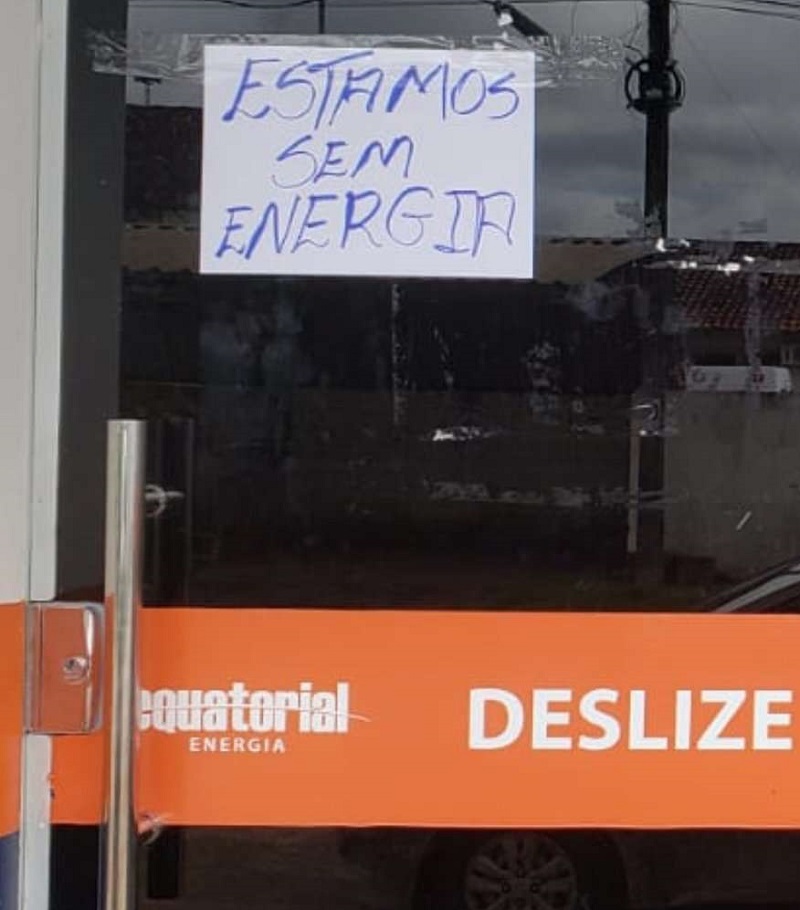 ESTAMOS
SEM
ENERGIA
equatorial
ENERGIA
DESLIZE